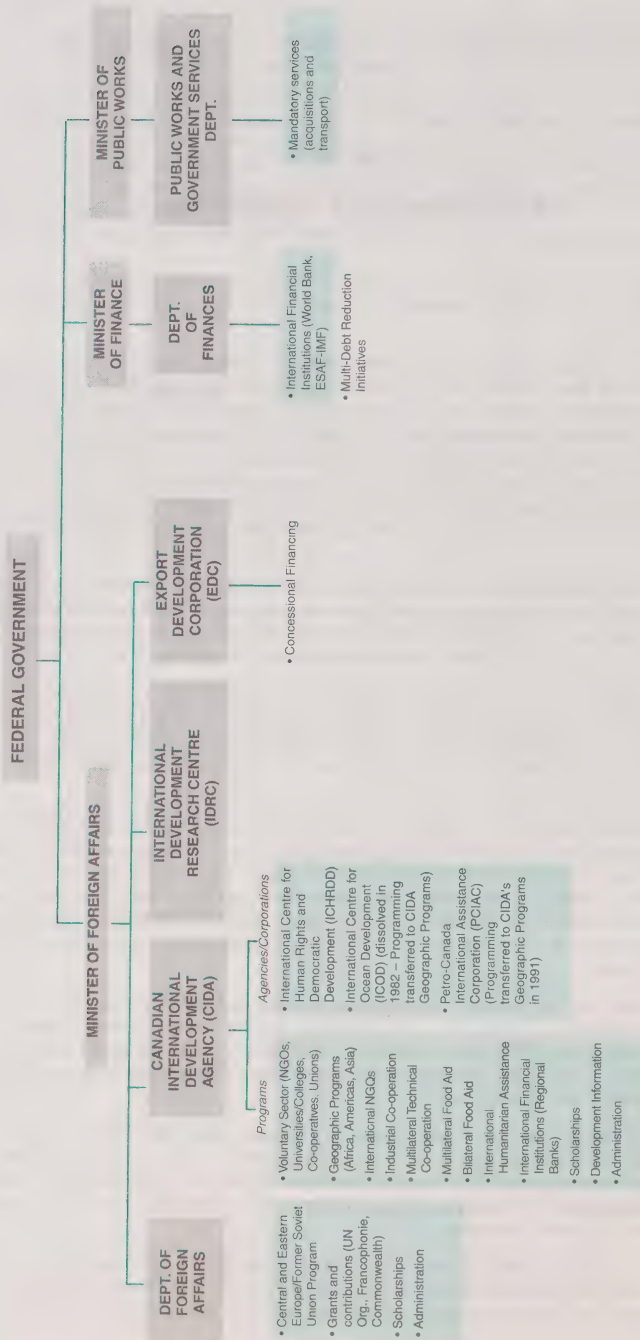 FEDERAL GOVERNMENT
MINISTER OF FOREIGN AFFAIRS
MINISTER
OF FINANCE
MINISTER OF
PUBLIC WORKS
DEPT. OF
FOREIGN
AFFAIRS
CANADIAN
INTERNATIONAL
DEVELOPMENT
AGENCY (CIDA)
INTERNATIONAL
DEVELOPMENT
RESEARCH CENTRE
(IDRC)
EXPORT
DEVELOPMENT
CORPORATION
(EDC)
DEPT.
OF
FINANCES
PUBLIC WORKS AND
GOVERNMENT SERVICES
DEPT.
• Central and Eastern
Europe/Former Soviet
Union Program
• Grants and
contributions (UN
Org., Francophonie,
Commonwealth)
• Scholarships
• Administration
Programs
• Voluntary Sector (NGOs,
Universities/Colleges,
Co-operatives. Unions)
• Geographic Programs
(Africa, Americas, Asia)
• International NGQs
• Industrial Co-operation
• Multilateral Technical
Co-operation
• Multilateral Food Aid
• Bilateral Food Aid
• International
Humanitarian Assistance
• International Financial
Institutions (Regional
Banks)
• Scholarships
• Development Information
• Administration
Agencies/Corporations
• International Centre for
Human Rights and
Democratic
Development (ICHRDD)
• International Centre for
Ocean Development
(ICOD) (dissolved in
1982 – Programming
transferred to CIDA
Geographic Programs)
• Petro-Canada
International Assistance
Corporation (PCIAC)
(Programming
transferred to CIDA's
Geographic Programs
in 1991)
• Concessional Financing
• International Financial
Institutions (World Bank,
ESAF-IMF)
• Multi-Debt Reduction
Initiatives
• Mandatory services
(acquisitions and
transport)